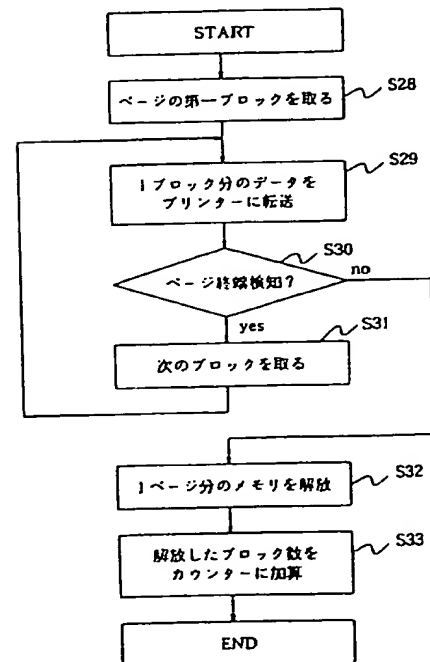 START
ページの第一ブロックを取る
S28
1ブロック分のデータを
プリンターに転送
S29
ページ終端検知?
S30
no
yes
次のブロックを取る
S31
1ページ分のメモリを解放
S32
解放したブロック数を
カウンターに加算
S33
END